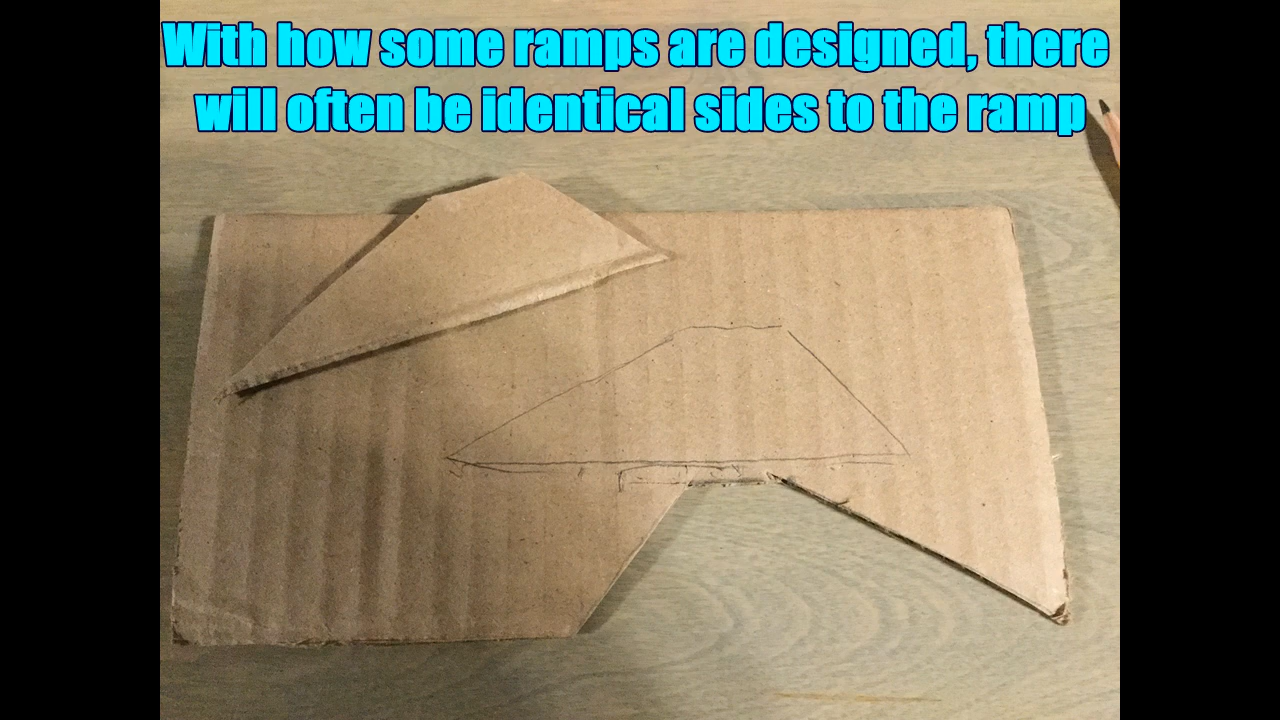 With how some ramps are designed, there
will often be identical sides to the ramp